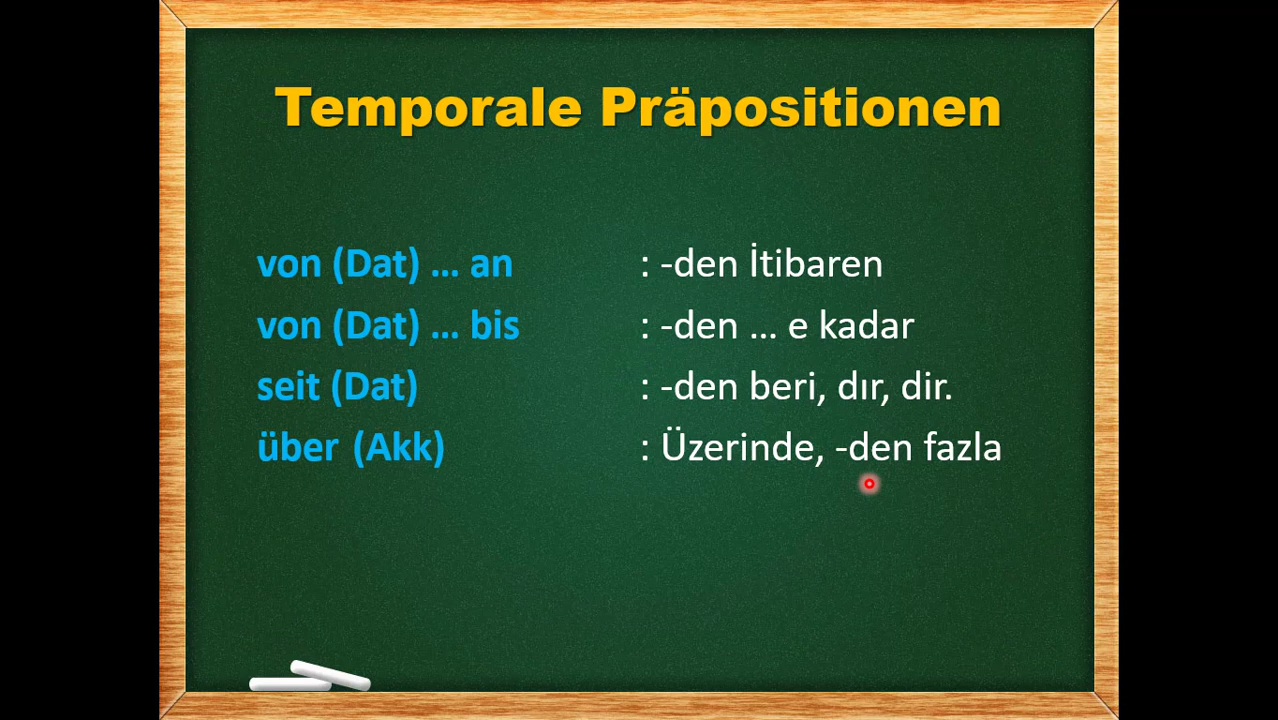 Temporale Präpositionen
von (Dat) ... an : -den İtibaren
von (Dat) ... bis : -den ... e kadar
seit (Dat) : -den beri, dır, dir.
über (Akk) : Üzerinde, -den fazla